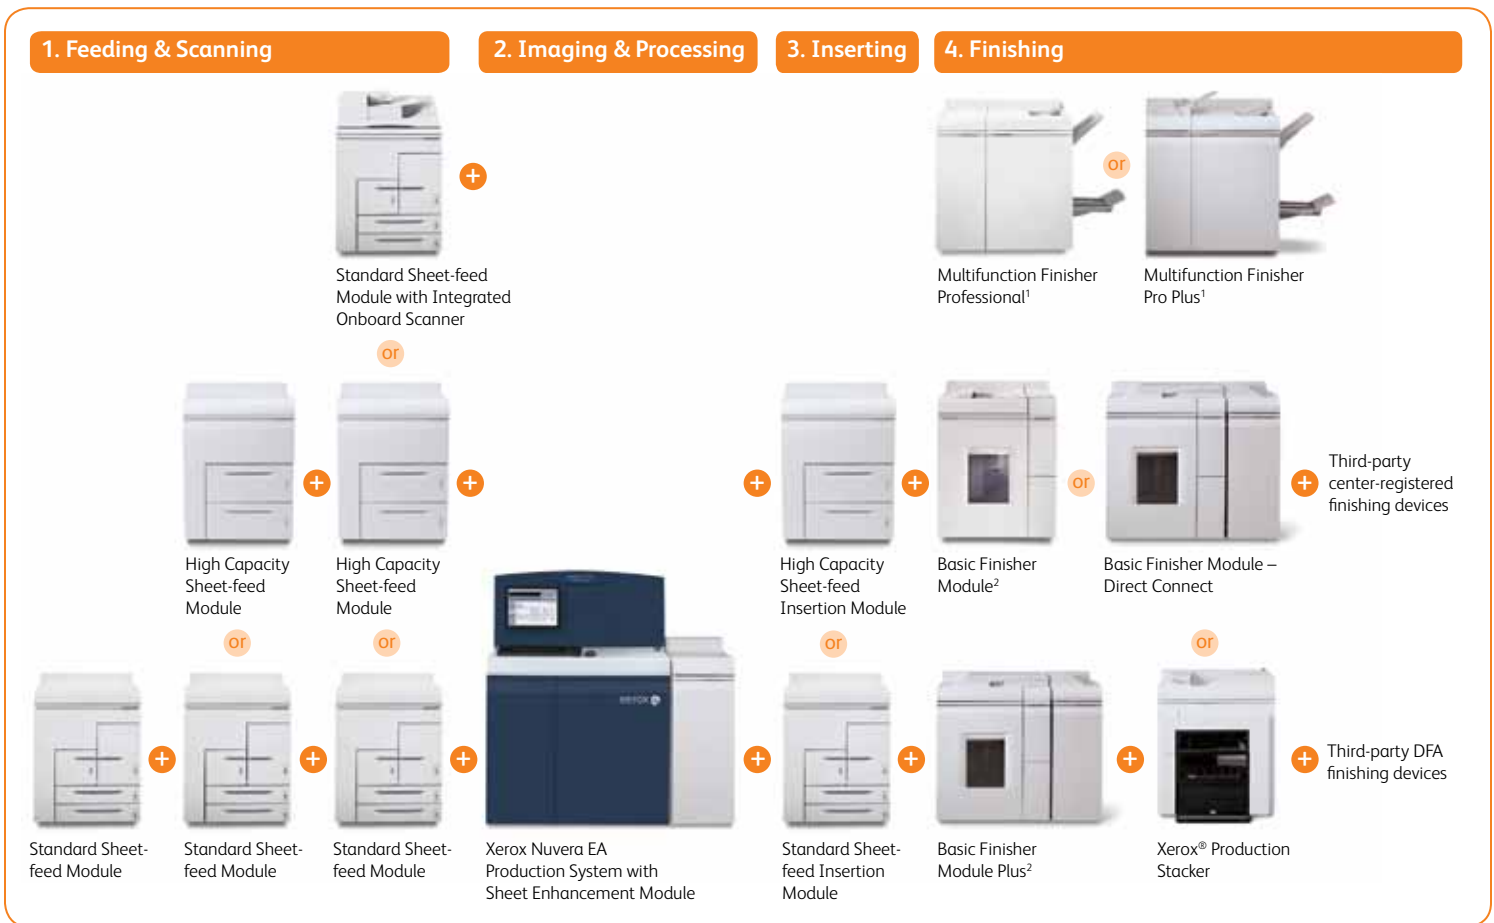 1. Feeding & Scanning
2. Imaging & Processing
3. Inserting
4. Finishing
+
or
Standard Sheet-feed
Module with Integrated
Onboard Scanner
Multifunction Finisher
Professional¹
Multifunction Finisher
Pro Plus¹
or
+
+
+
+
or
+
Third-party
center-registered
finishing devices
High Capacity
Sheet-feed
Module
High Capacity
Sheet-feed
Module
High Capacity
Sheet-feed
Insertion Module
Basic Finisher
Module²
Basic Finisher Module –
Direct Connect
or
or
or
or
XEROX
+
+
+
+
+
+
+
Third-party DFA
finishing devices
Standard Sheet-
feed Module
Standard Sheet-
feed Module
Standard Sheet-
feed Module
Xerox Nuvera EA
Production System with
Sheet Enhancement Module
Standard Sheet-
feed Insertion
Module
Basic Finisher
Module Plus²
Xerox® Production
Stacker